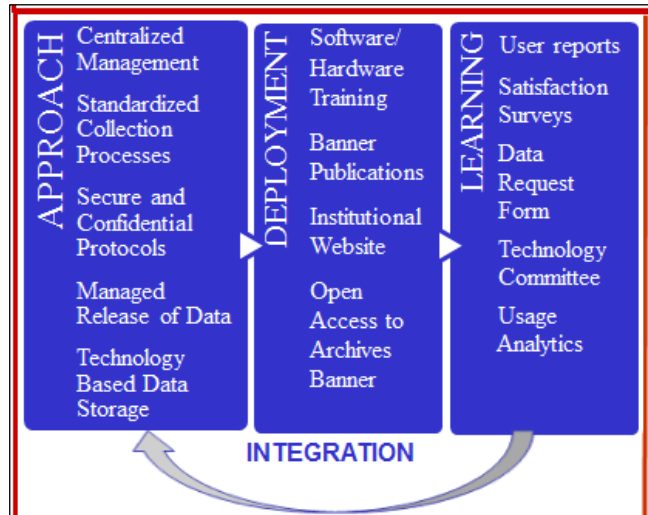 APPROACH
Centralized
Management
Standardized
Collection
Processes
Secure and
Confidential
Protocols
Managed
Release of Data
Technology
Based Data
Storage
DEPLOYMENT
Software/
Hardware
Training
Banner
Publications
Institutional
Website
Open
Access to
Archives
Banner
LEARNING
User reports
Satisfaction
Surveys
Data
Request
Form
Technology
Committee
Usage
Analytics
INTEGRATION